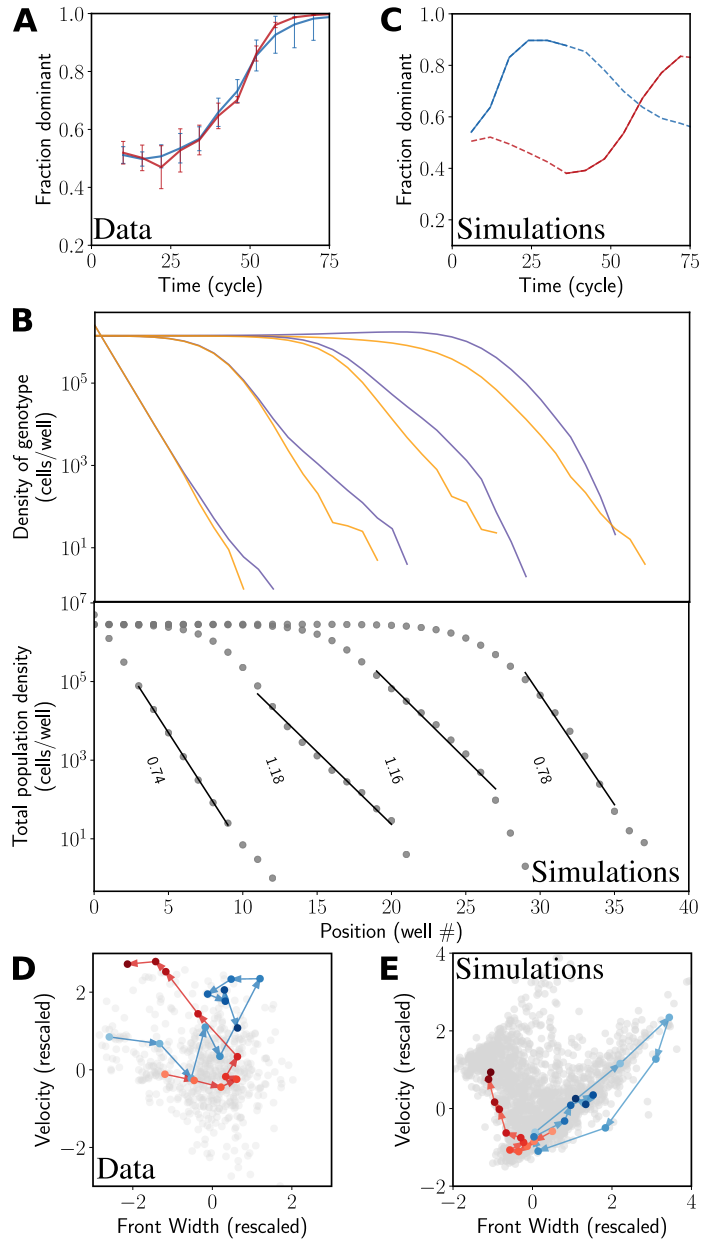 A
Fraction dominant
1.0
0.8
0.6
0.4
0.2
Data
0
25
50
75
Time (cycle)
C
Fraction dominant
1.0
0.8
0.6
0.4
0.2
Simulations
0
25
50
75
Time (cycle)
B
Density of genotype
(cells/well)
10^5
10^3
10^1
Total population density
(cells/well)
10^7
10^5
10^3
10^1
0.74
1.18
1.16
0.78
Simulations
0
5
10
15
20
25
30
35
40
Position (well #)
D
Velocity (rescaled)
2
0
−2
Data
−2
0
2
Front Width (rescaled)
E
Simulations
Velocity (rescaled)
4
2
0
−2
−2
0
2
4
Front Width (rescaled)